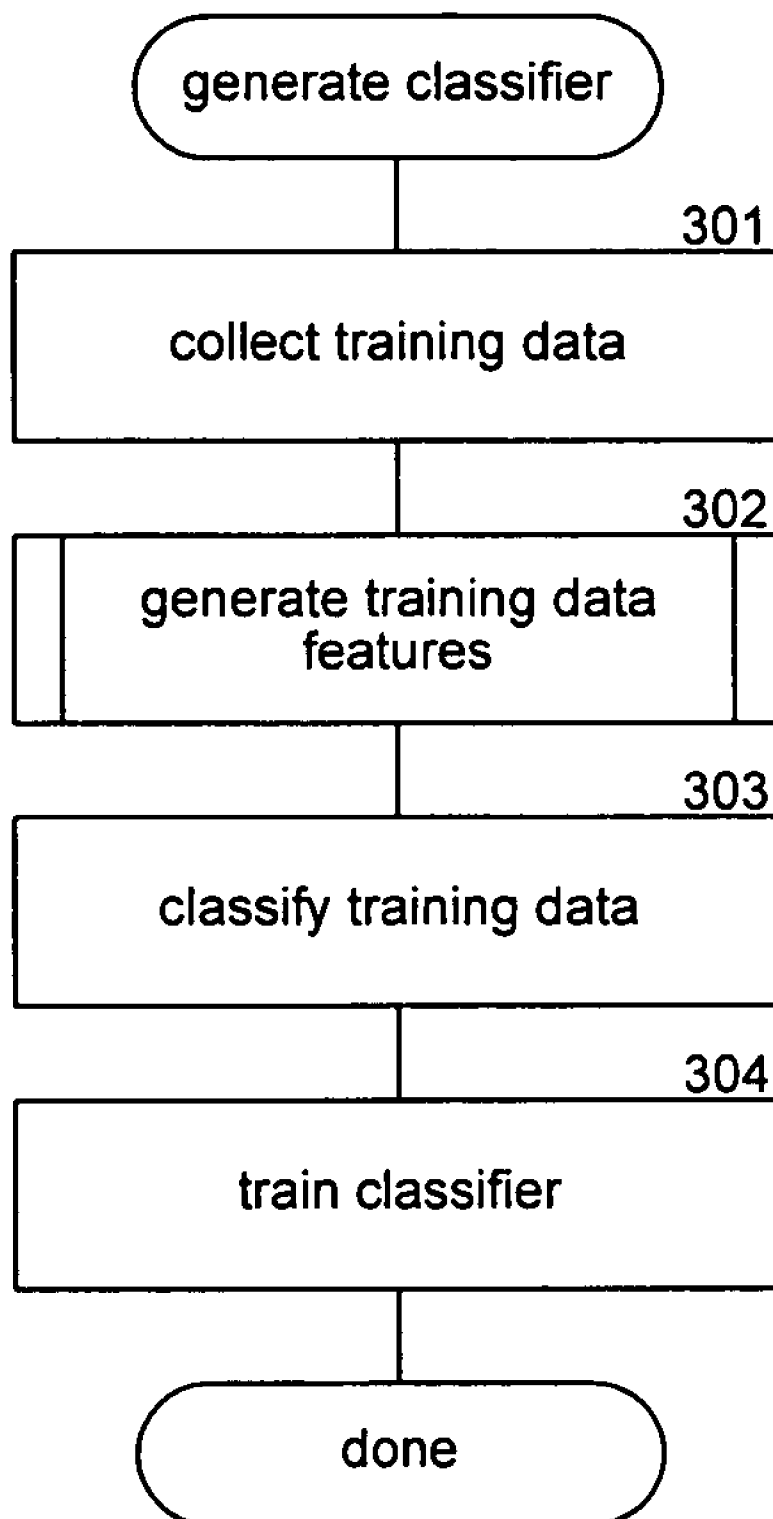 generate classifier
301
collect training data
302
generate training data
features
303
classify training data
304
train classifier
done